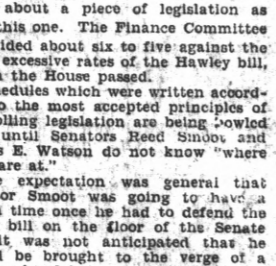 about a piece of legislation as
this one. The Finance Committee
ided about six to five against the
excessive rates of the Hawley bill,
the House passed.
edules which were written accord-
o the most accepted principles of
olling legislation are being bowled
until Senators Reed Smoot and
s E. Watson do not know "where
are at."
e expectation was general that
or Smoot was going to have a
time once he had to defend the
bill on the floor of the Senate
it was not anticipated that he
d be brought to the verge of a